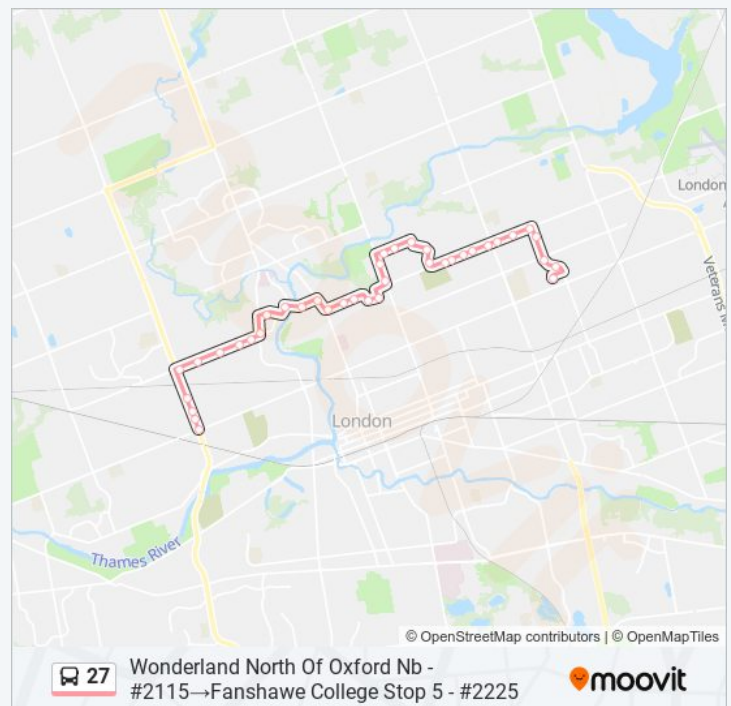 London
Veterans M
London
Thames River
© OpenStreetMap contributors | © OpenMapTiles
27
Wonderland North Of Oxford Nb -
#2115→Fanshawe College Stop 5 - #2225
moovit